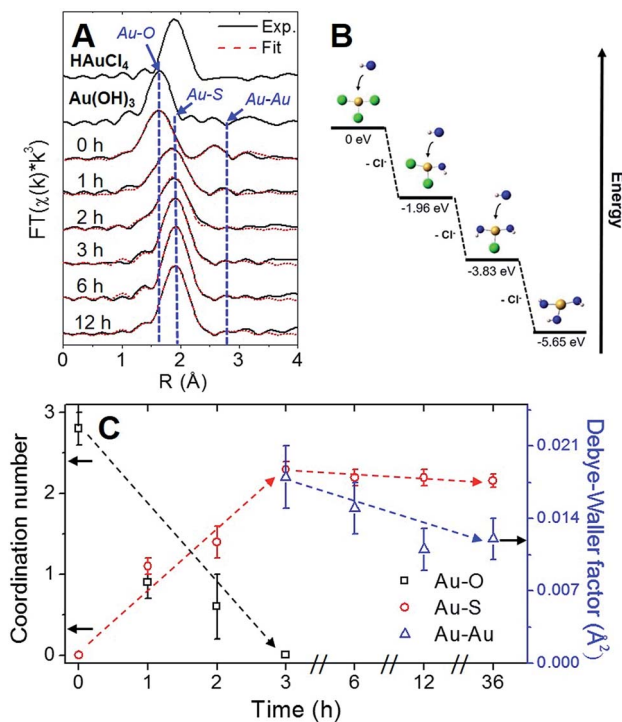 A
Au-O
Exp.
Fit
HAuCl₄
Au-S
Au-Au
Au(OH)₃
0 h
1 h
2 h
3 h
6 h
12 h
FT(χ(k)*k³)
0 1 2 3 4
R (Å)
B
0 eV
- Cl⁻
-1.96 eV
- Cl⁻
-3.83 eV
- Cl⁻
-5.65 eV
Energy
C
Coordination number
3
2
1
0
0.021
0.014
0.007
0.000
Debye-Waller factor (Å²)
Au-O
Au-S
Au-Au
0 1 2 3 6 12 36
Time (h)